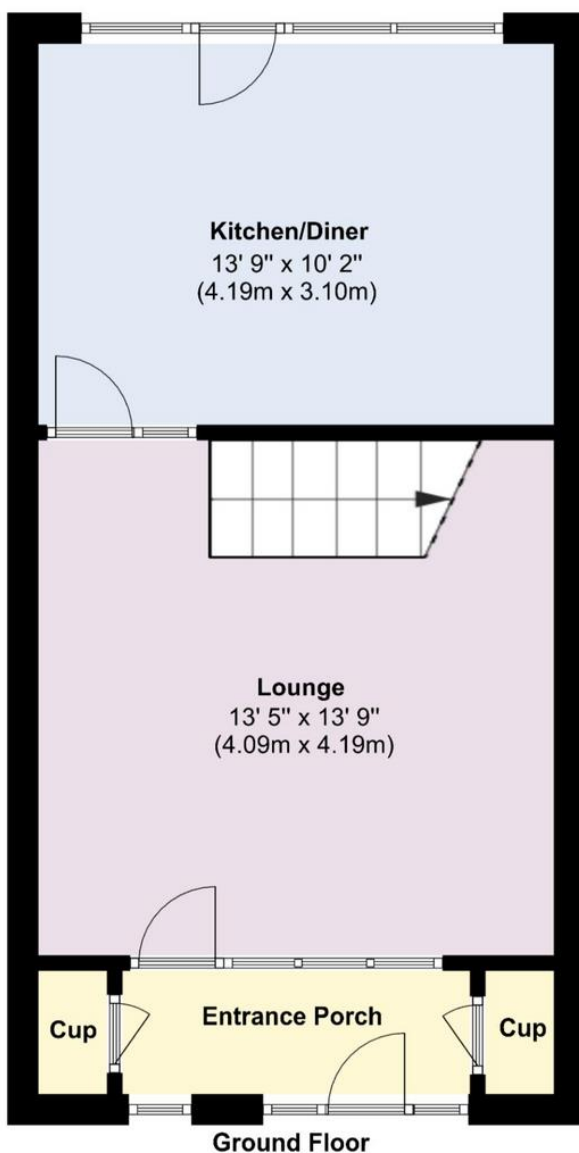 Kitchen/Diner
13' 9" x 10' 2"
(4.19m x 3.10m)
Lounge
13' 5" x 13' 9"
(4.09m x 4.19m)
Cup
Entrance Porch
Cup
Ground Floor